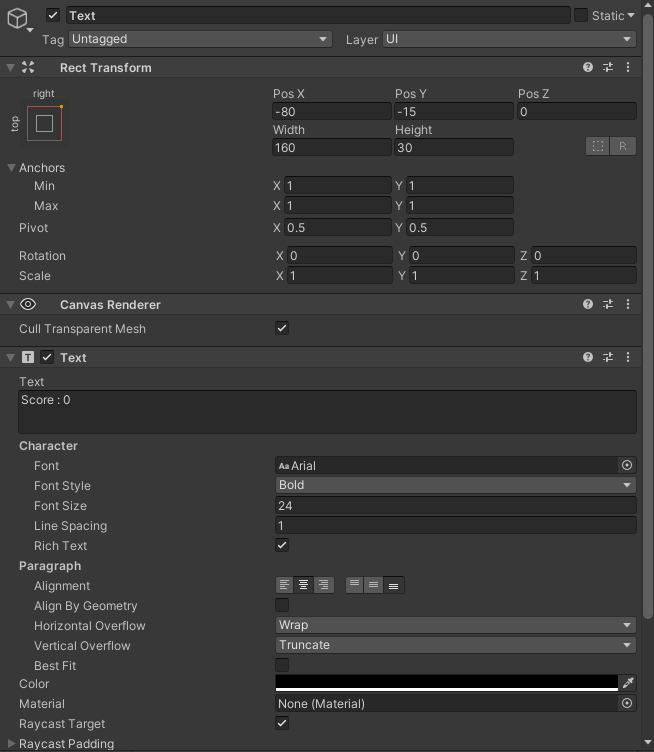 Text
Static
Tag Untagged Layer UI
Rect Transform
right
top
Pos X Pos Y Pos Z
-80 -15 0
Width Height
160 30
R
Anchors
Min X 1 Y 1
Max X 1 Y 1
Pivot X 0.5 Y 0.5
Rotation X 0 Y 0 Z 0
Scale X 1 Y 1 Z 1
Canvas Renderer
Cull Transparent Mesh
T Text
Text
Score : 0
Character
Font Aa Arial
Font Style Bold
Font Size 24
Line Spacing 1
Rich Text
Paragraph
Alignment
Align By Geometry
Horizontal Overflow Wrap
Vertical Overflow Truncate
Best Fit
Color
Material None (Material)
Raycast Target
Raycast Padding